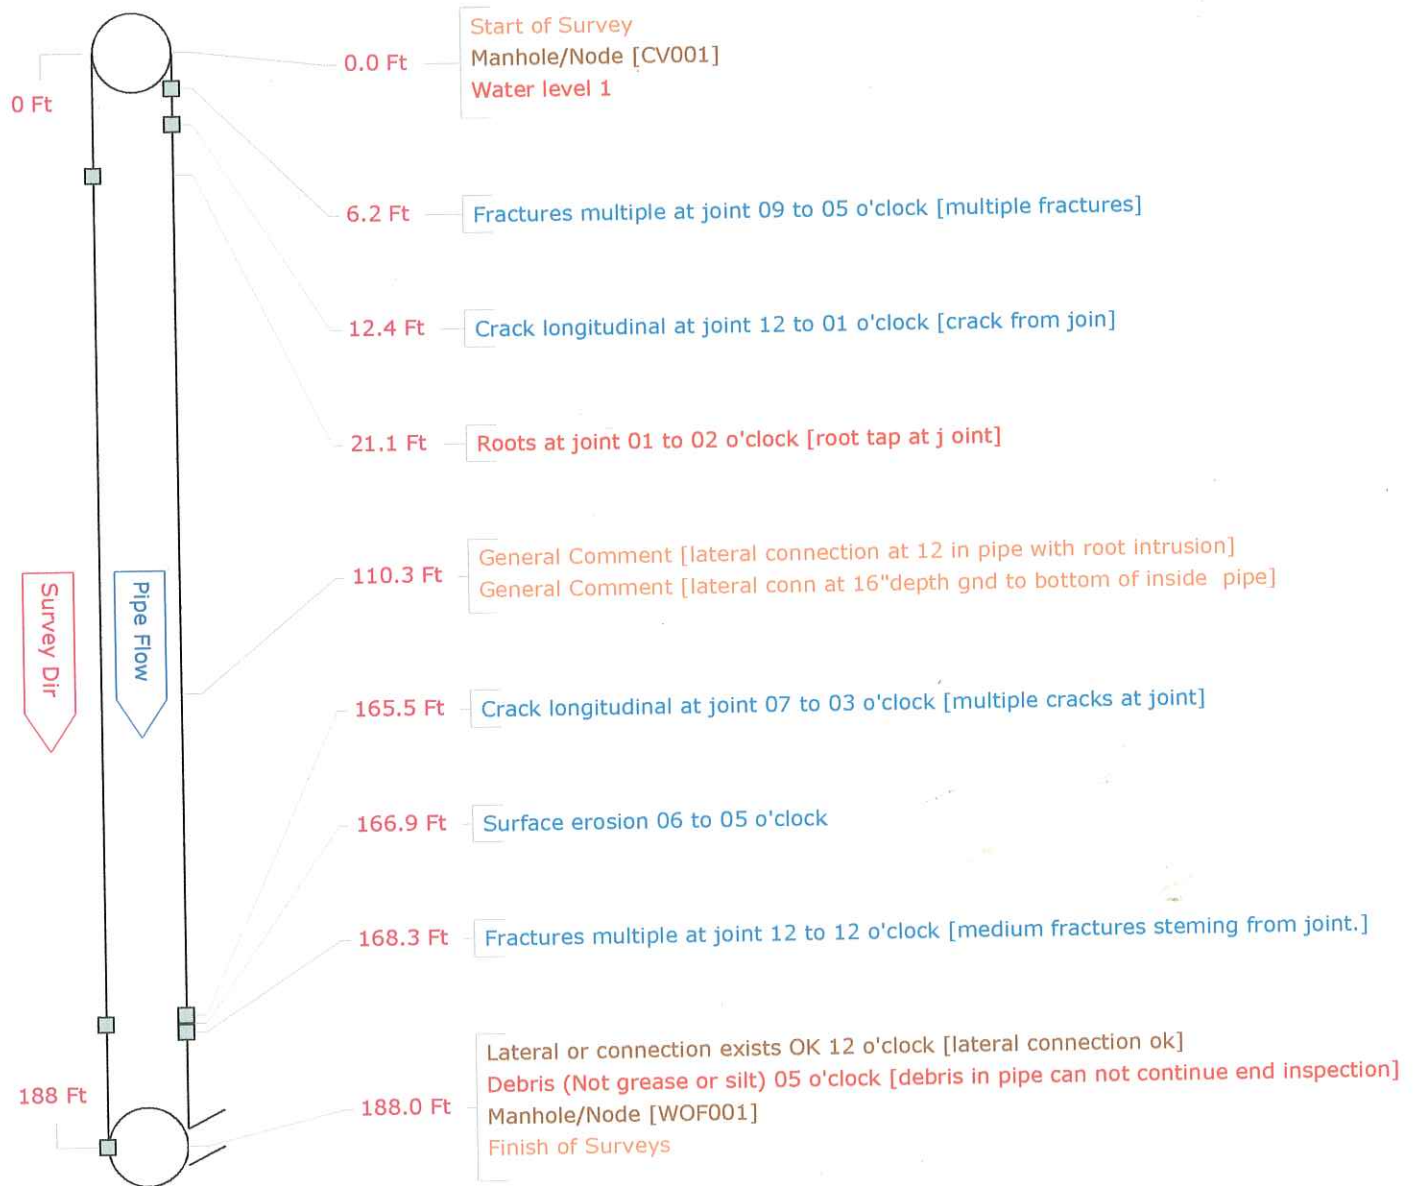 Start of Survey
0.0 Ft
Manhole/Node [CV001]
Water level 1
0 Ft
6.2 Ft
Fractures multiple at joint 09 to 05 o'clock [multiple fractures]
12.4 Ft
Crack longitudinal at joint 12 to 01 o'clock [crack from join]
21.1 Ft
Roots at joint 01 to 02 o'clock [root tap at j oint]
110.3 Ft
General Comment [lateral connection at 12 in pipe with root intrusion]
General Comment [lateral conn at 16"depth gnd to bottom of inside  pipe]
Survey Dir
Pipe Flow
165.5 Ft
Crack longitudinal at joint 07 to 03 o'clock [multiple cracks at joint]
166.9 Ft
Surface erosion 06 to 05 o'clock
168.3 Ft
Fractures multiple at joint 12 to 12 o'clock [medium fractures steming from joint.]
188 Ft
188.0 Ft
Lateral or connection exists OK 12 o'clock [lateral connection ok]
Debris (Not grease or silt) 05 o'clock [debris in pipe can not continue end inspection]
Manhole/Node [WOF001]
Finish of Surveys